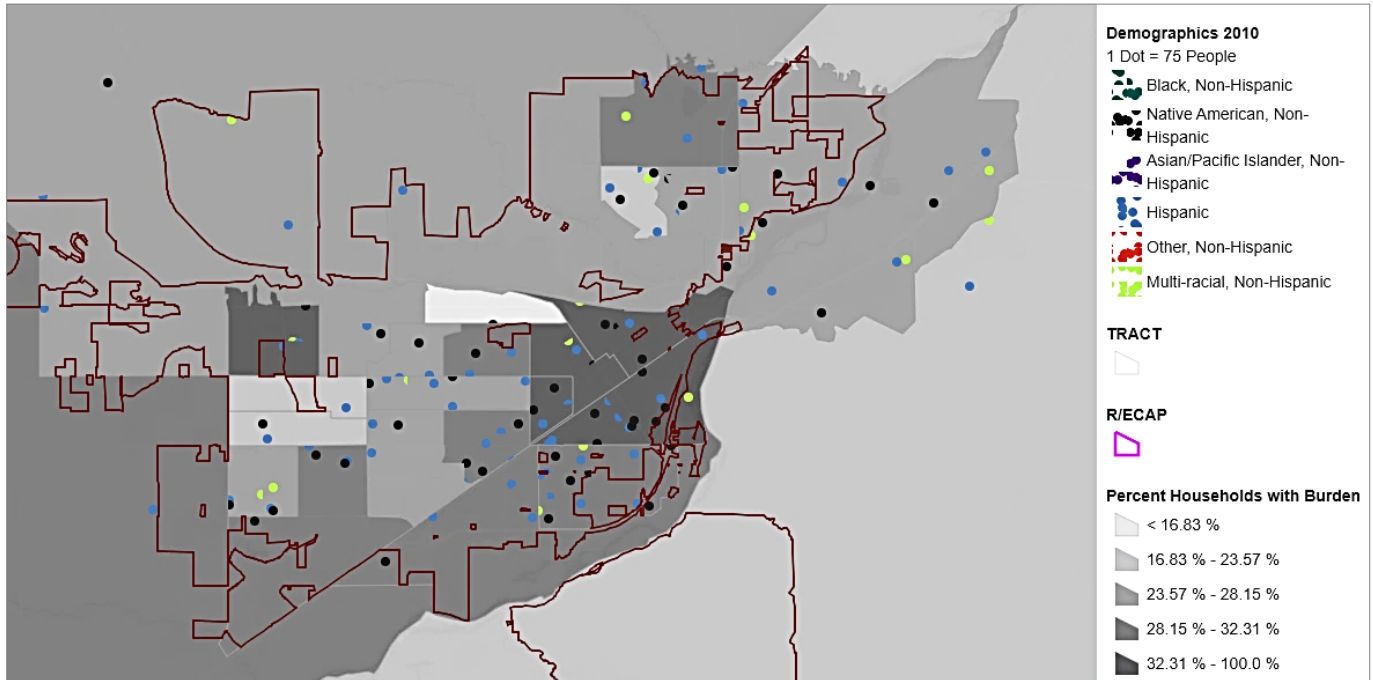 Demographics 2010
1 Dot = 75 People
Black, Non-Hispanic
Native American, Non-
Hispanic
Asian/Pacific Islander, Non-
Hispanic
Hispanic
Other, Non-Hispanic
Multi-racial, Non-Hispanic
TRACT
R/ECAP
Percent Households with Burden
< 16.83 %
16.83 % - 23.57 %
23.57 % - 28.15 %
28.15 % - 32.31 %
32.31 % - 100.0 %